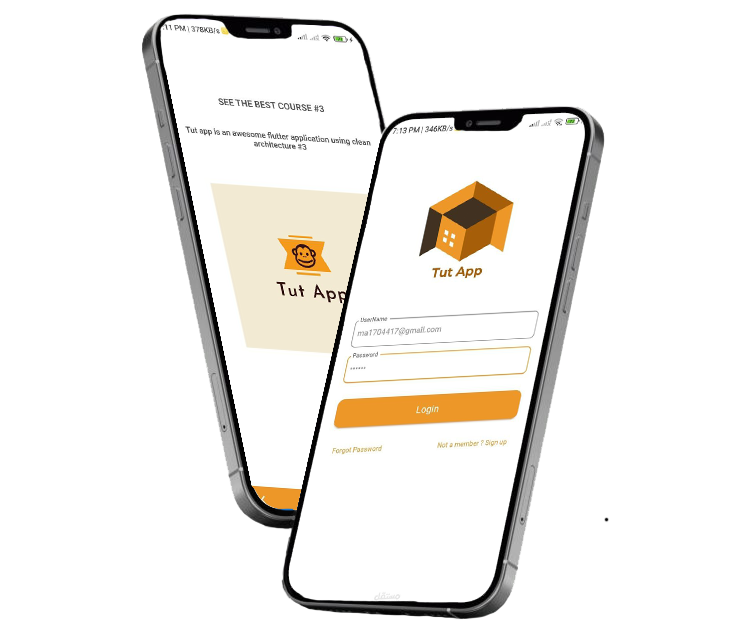 :11 PM | 378KB/s
SEE THE BEST COURSE #3
Tut app is an awesome flutter application using clean
architecture #3
Tut App
7:13 PM | 346KB/s
Tut App
UserName
ma1704417@gmail.com
Password
••••••
Login
Forgot Password
Not a member ? Sign up
مستقل